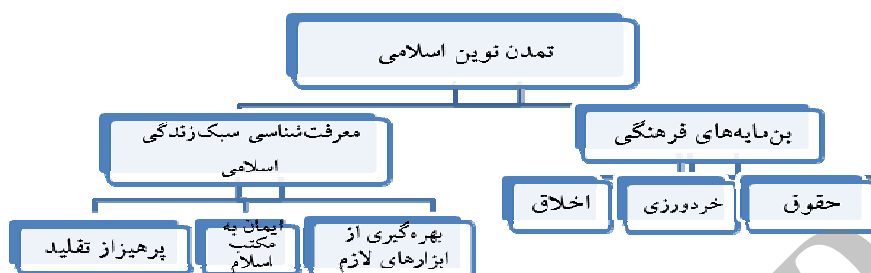 تمدن نوین اسلامی
بن‌مایه‌های فرهنگی
معرفت‌شناسی سبک‌زندگی
اسلامی
حقوق
خردورزی
اخلاق
بهره‌گیری از
ابزارهای لازم
ایمان به
مکتب
اسلام
پرهیزاز تقلید